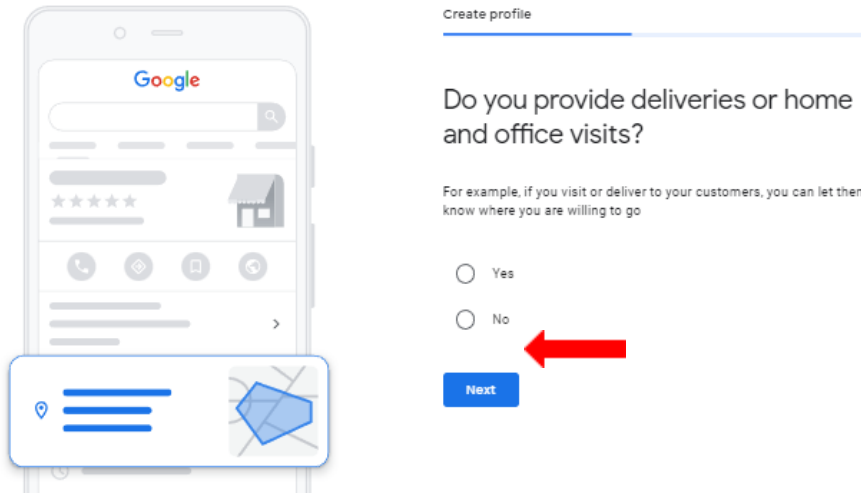 Google
Create profile
Do you provide deliveries or home
and office visits?
For example, if you visit or deliver to your customers, you can let then
know where you are willing to go
Yes
No
Next